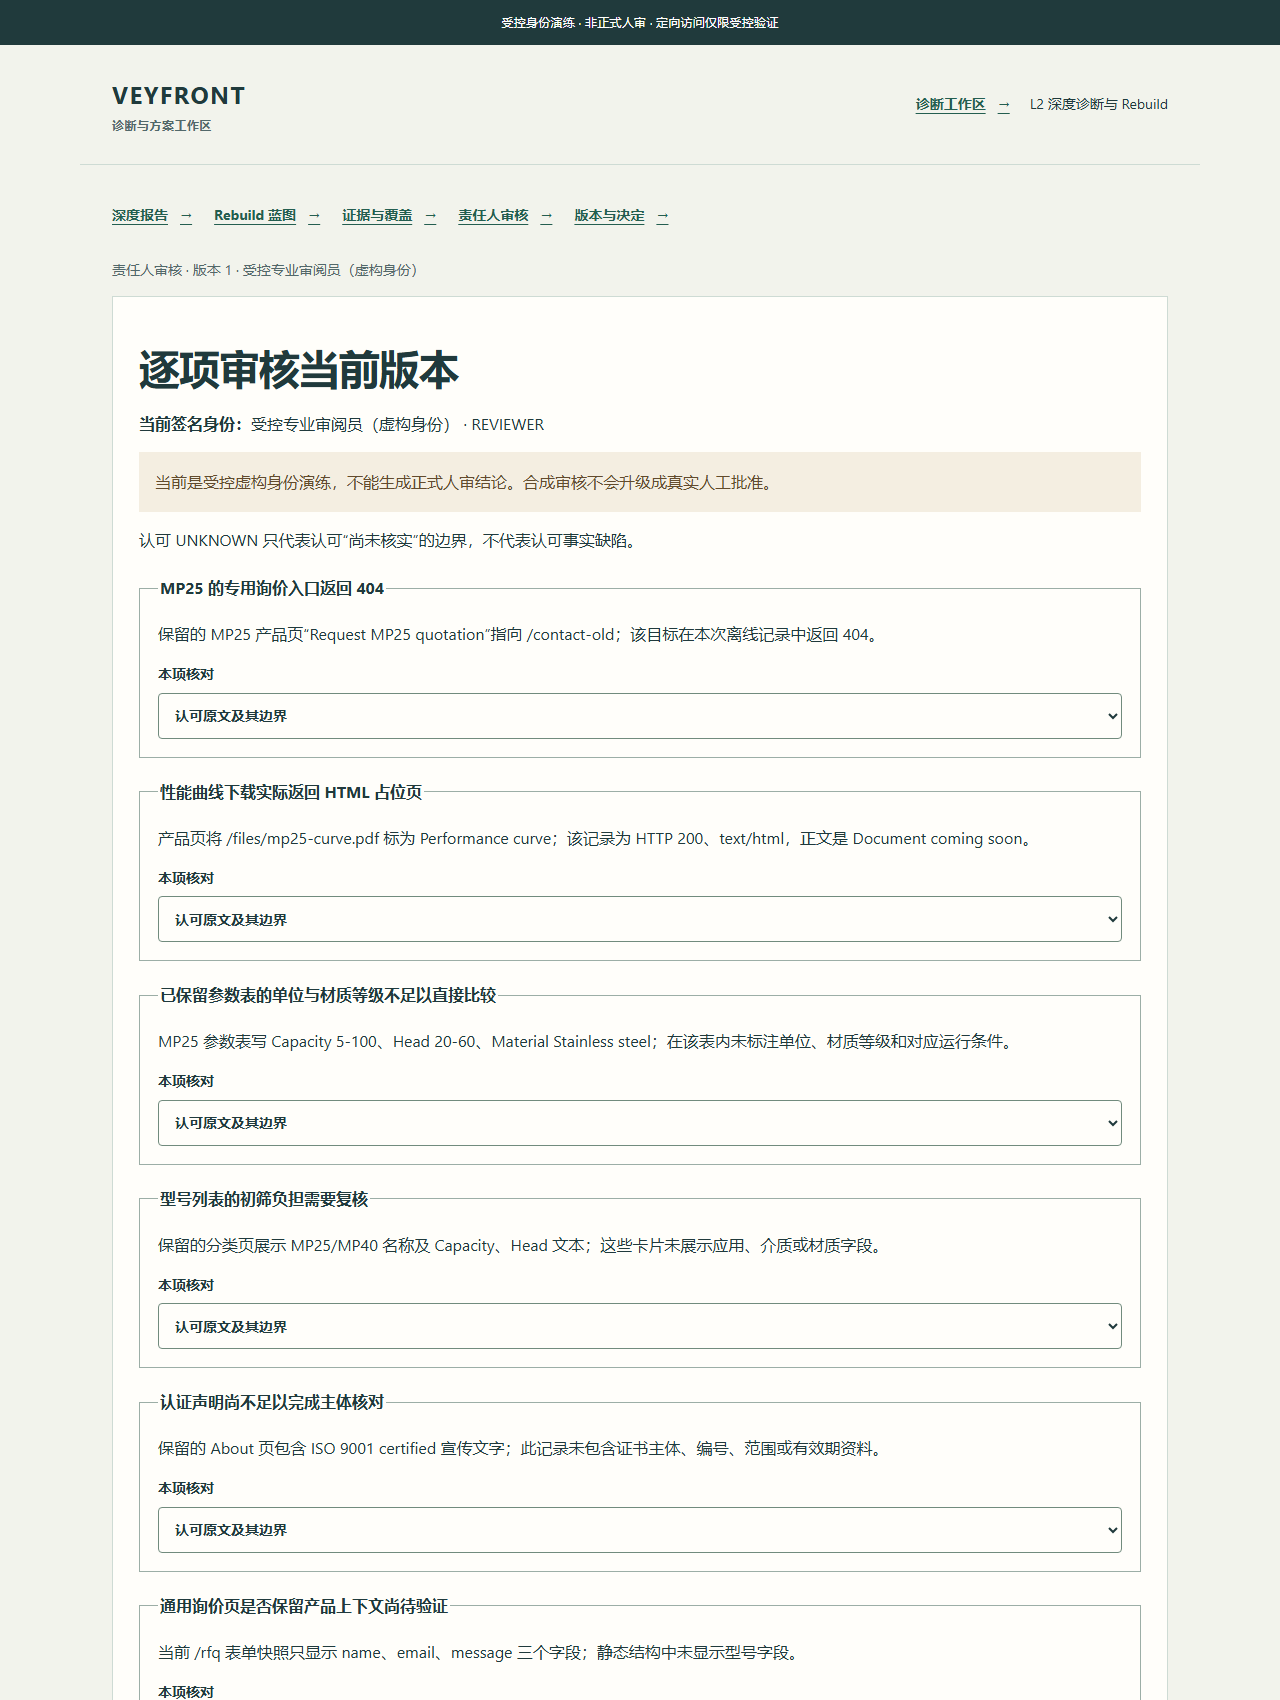 受控身份演练 · 非正式人审 · 定向访问仅限受控验证
VEYFRONT
诊断与方案工作区
诊断工作区 → L2 深度诊断与 Rebuild
深度报告 → Rebuild 蓝图 → 证据与覆盖 → 责任人审核 → 版本与决定 →
责任人审核 · 版本 1 · 受控专业审阅员（虚构身份）
逐项审核当前版本
当前签名身份：受控专业审阅员（虚构身份） · REVIEWER
当前是受控虚构身份演练，不能生成正式人审结论。合成审核不会升级成真实人工批准。
认可 UNKNOWN 只代表认可“尚未核实”的边界，不代表认可事实缺陷。
MP25 的专用询价入口返回 404
保留的 MP25 产品页“Request MP25 quotation”指向 /contact-old；该目标在本次离线记录中返回 404。
本项核对
认可原文及其边界
性能曲线下载实际返回 HTML 占位页
产品页将 /files/mp25-curve.pdf 标为 Performance curve；该记录为 HTTP 200、text/html，正文是 Document coming soon。
本项核对
认可原文及其边界
已保留参数表的单位与材质等级不足以直接比较
MP25 参数表写 Capacity 5-100、Head 20-60、Material Stainless steel；在该表内未标注单位、材质等级和对应运行条件。
本项核对
认可原文及其边界
型号列表的初筛负担需要复核
保留的分类页展示 MP25/MP40 名称及 Capacity、Head 文本；这些卡片未展示应用、介质或材质字段。
本项核对
认可原文及其边界
认证声明尚不足以完成主体核对
保留的 About 页包含 ISO 9001 certified 宣传文字；此记录未包含证书主体、编号、范围或有效期资料。
本项核对
认可原文及其边界
通用询价页是否保留产品上下文尚待验证
当前 /rfq 表单快照只显示 name、email、message 三个字段；静态结构中未显示型号字段。
本项核对